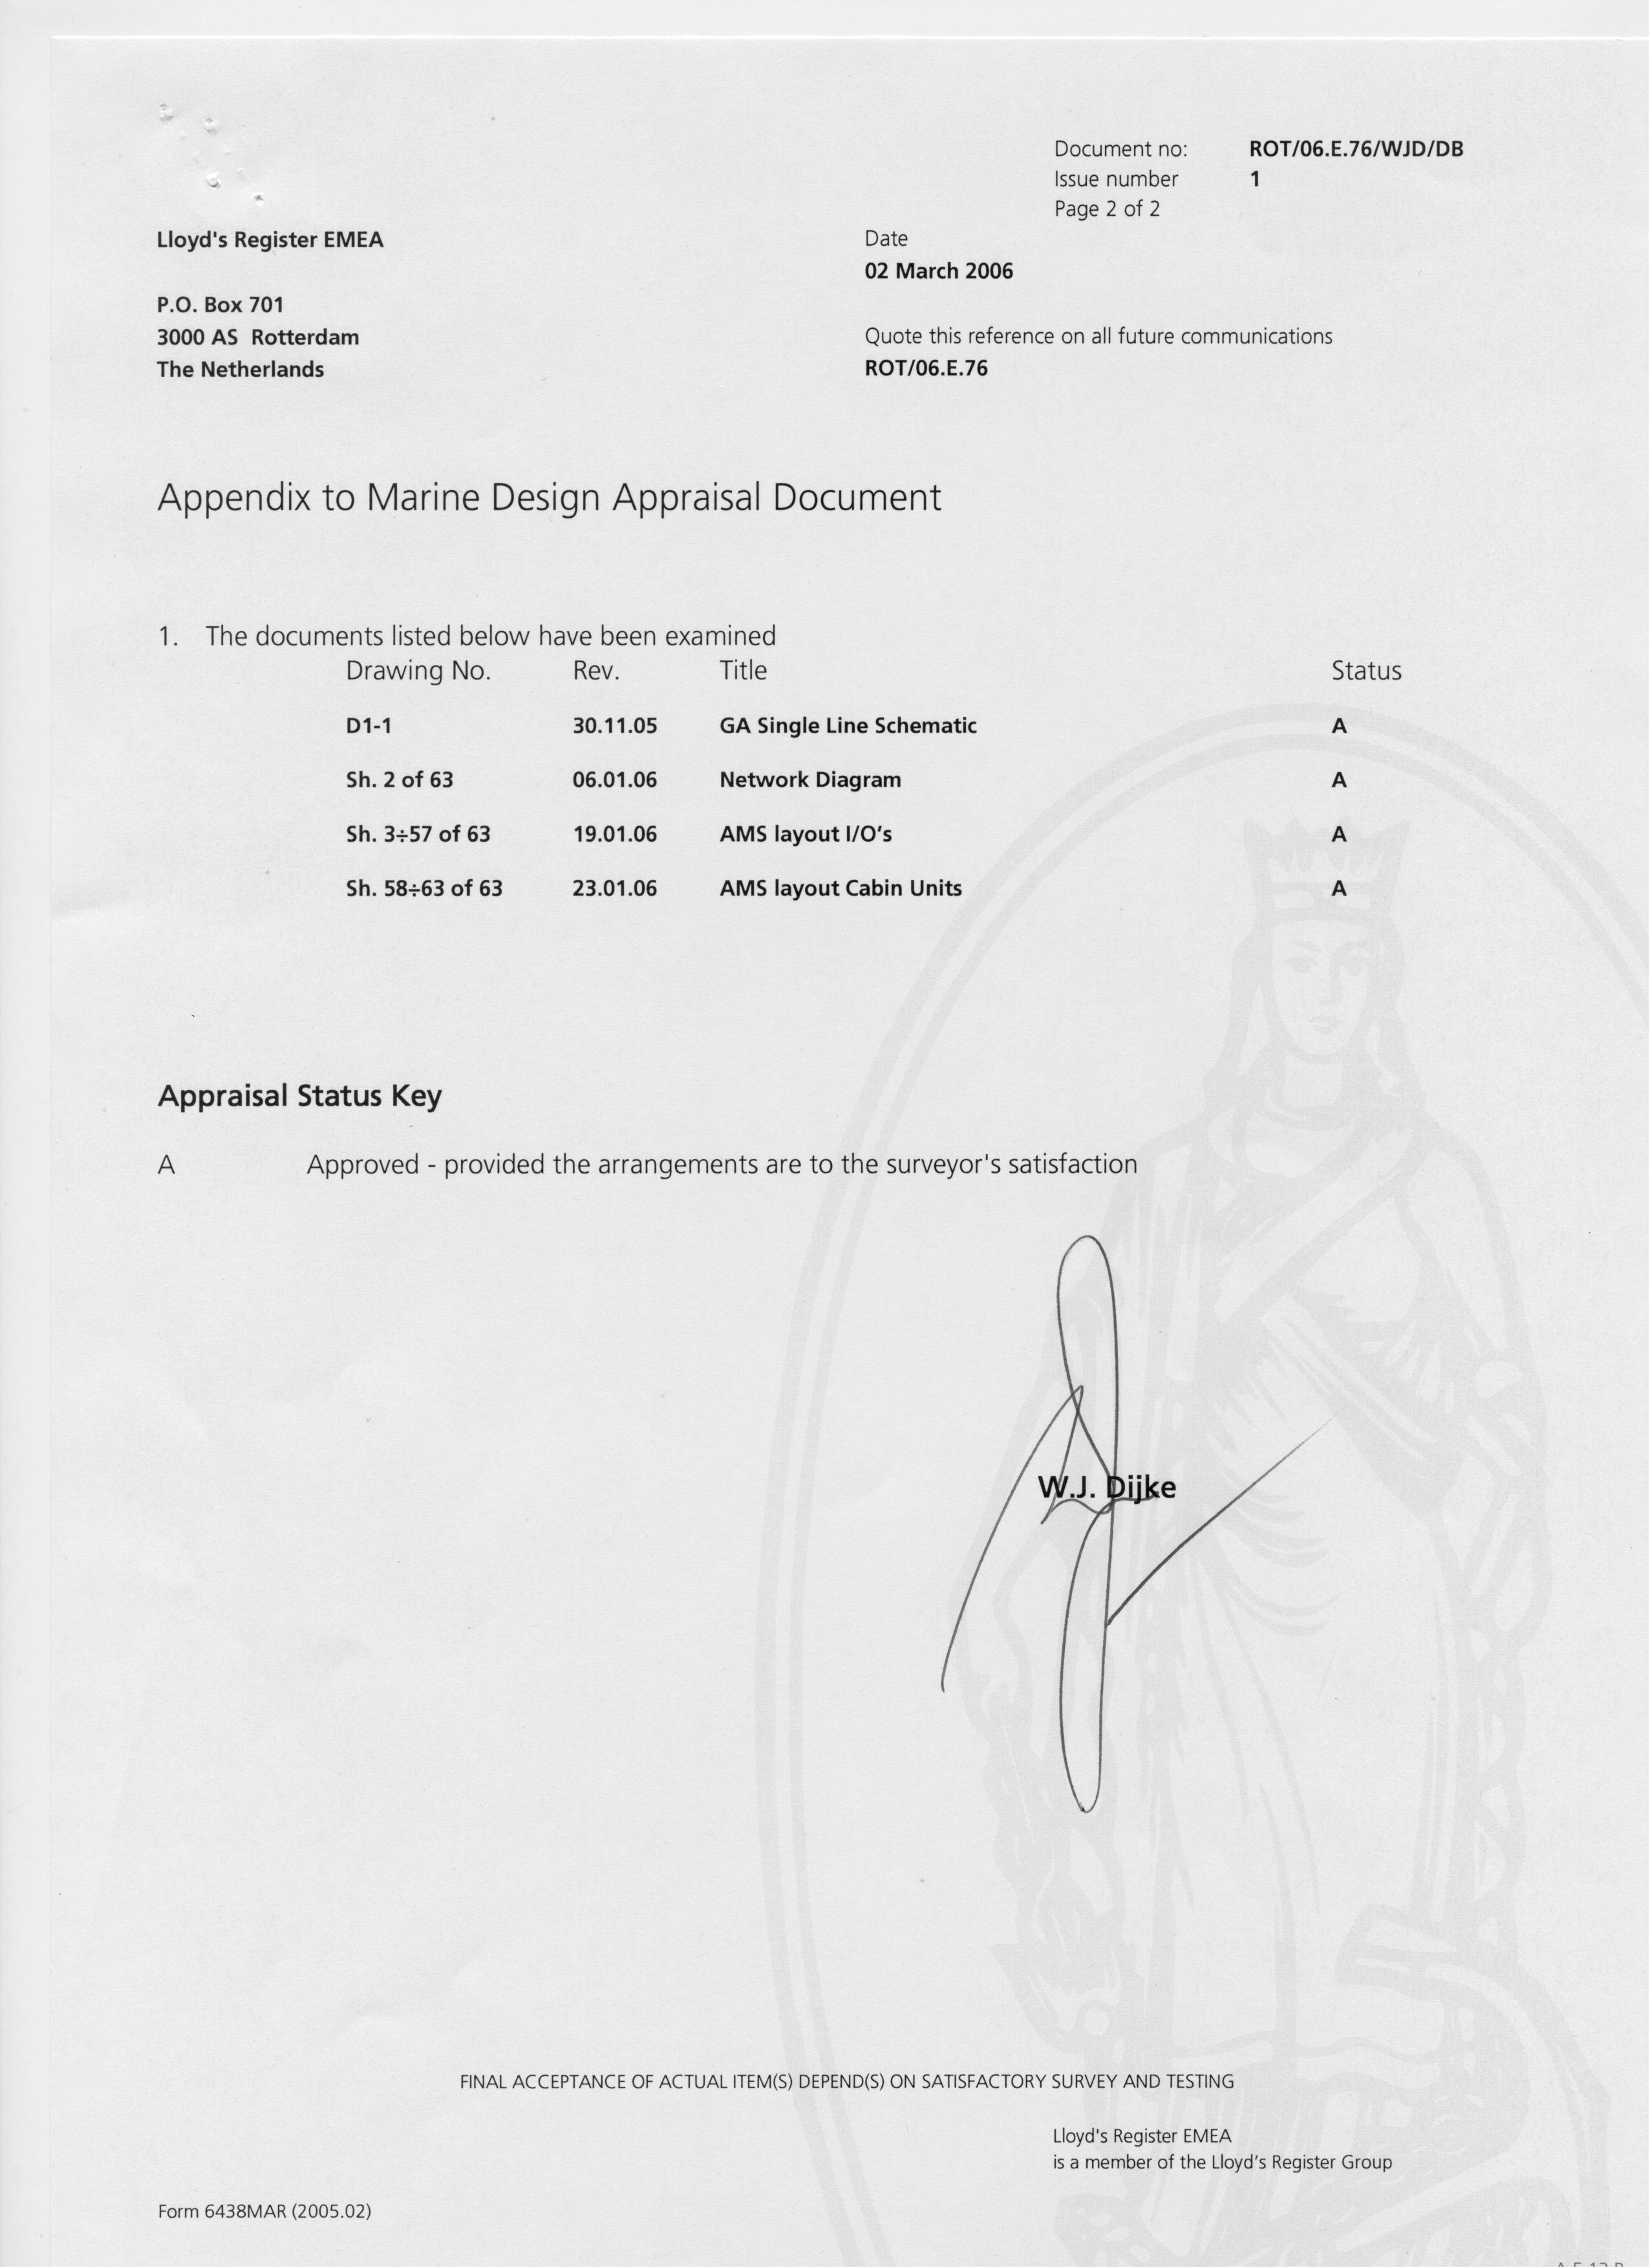 Document no: ROT/06.E.76/WJD/DB
Issue number 1
Page 2 of 2
Lloyd's Register EMEA
P.O. Box 701
3000 AS Rotterdam
The Netherlands
Date
02 March 2006
Quote this reference on all future communications
ROT/06.E.76
Appendix to Marine Design Appraisal Document
1. The documents listed below have been examined
Drawing No. Rev. Title Status
D1-1 30.11.05 GA Single Line Schematic A
Sh. 2 of 63 06.01.06 Network Diagram A
Sh. 3÷57 of 63 19.01.06 AMS layout I/O's A
Sh. 58÷63 of 63 23.01.06 AMS layout Cabin Units A
Appraisal Status Key
A Approved - provided the arrangements are to the surveyor's satisfaction
W.J. Dijke
FINAL ACCEPTANCE OF ACTUAL ITEM(S) DEPEND(S) ON SATISFACTORY SURVEY AND TESTING
Lloyd's Register EMEA
is a member of the Lloyd's Register Group
Form 6438MAR (2005.02)